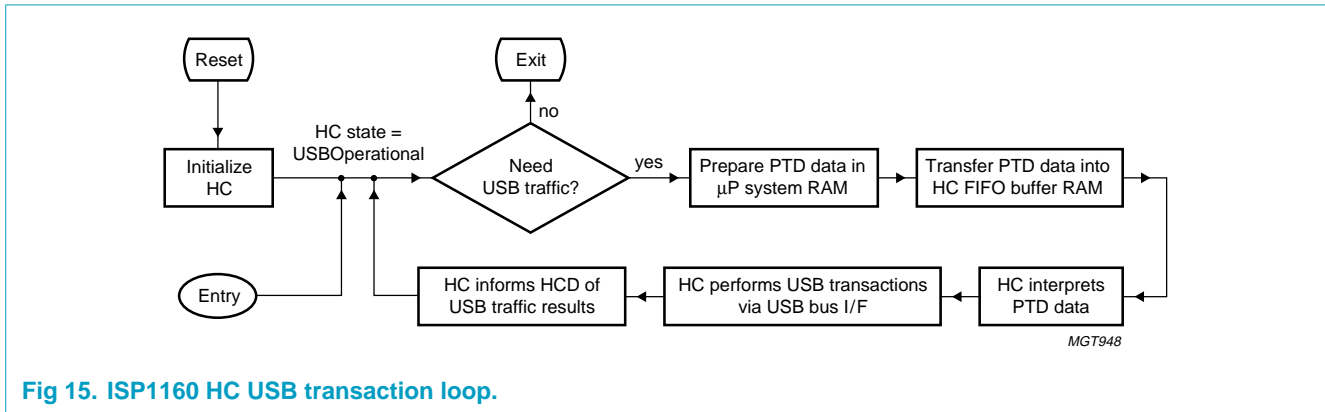 Reset
Exit
no
HC state =
USBOperational
Initialize
HC
Need
USB traffic?
yes
Prepare PTD data in
μP system RAM
Transfer PTD data into
HC FIFO buffer RAM
Entry
HC informs HCD of
USB traffic results
HC performs USB transactions
via USB bus I/F
HC interprets
PTD data
MGT948
Fig 15. ISP1160 HC USB transaction loop.